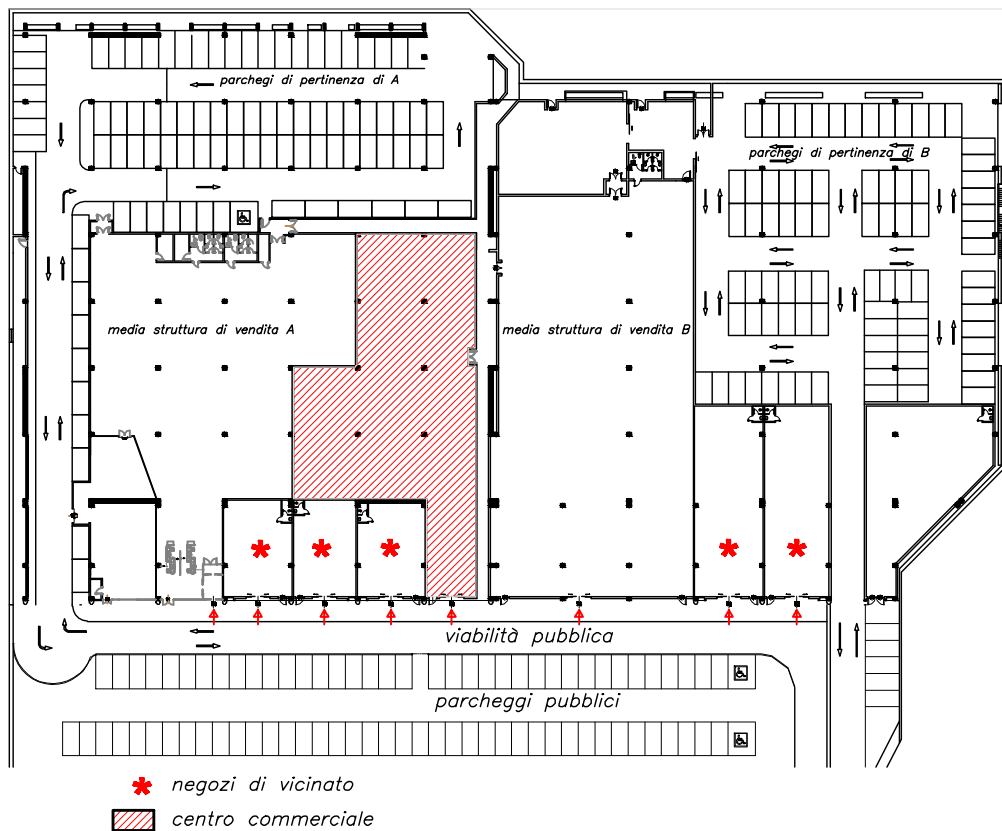 parchegi di pertinenza di A
parchegi di pertinenza di B
media struttura di vendita A
media struttura di vendita B
viabilità pubblica
parcheggi pubblici
negozi di vicinato
centro commerciale